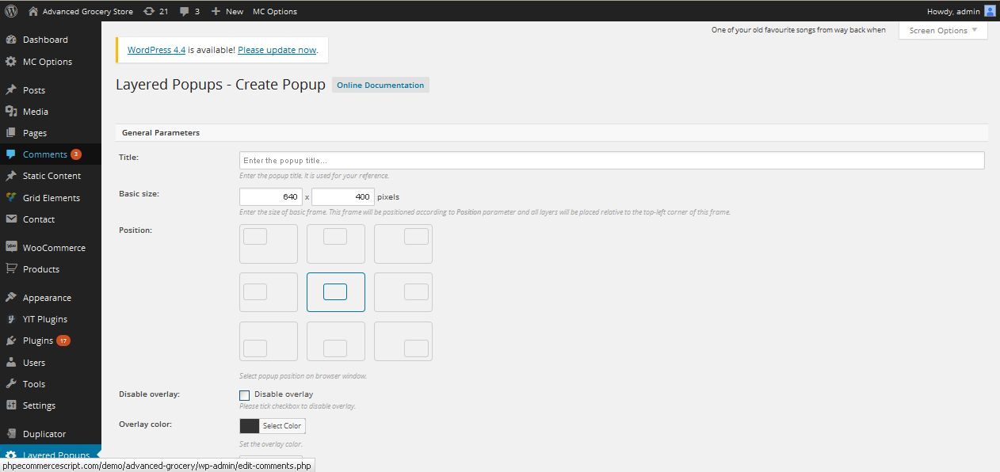 Advanced Grocery Store 21 3 New MC Options Howdy, admin
One of your old favourite songs from way back when
Screen Options
Dashboard
MC Options
Posts
Media
Pages
Comments 3
Static Content
Grid Elements
Contact
WooCommerce
Products
Appearance
YIT Plugins
Plugins 17
Users
Tools
Settings
Duplicator
Layered Popups
WordPress 4.4 is available! Please update now.
Layered Popups - Create Popup Online Documentation
General Parameters
Title: Enter the popup title...
Enter the popup title. It is used for your reference.
Basic size: 640 x 400 pixels
Enter the size of basic frame. This frame will be positioned according to Position parameter and all layers will be placed relative to the top-left corner of this frame.
Position:
Select popup position on browser window.
Disable overlay: Disable overlay
Please tick checkbox to disable overlay.
Overlay color: Select Color
Set the overlay color.
phpecommercescript.com/demo/advanced-grocery/wp-admin/edit-comments.php